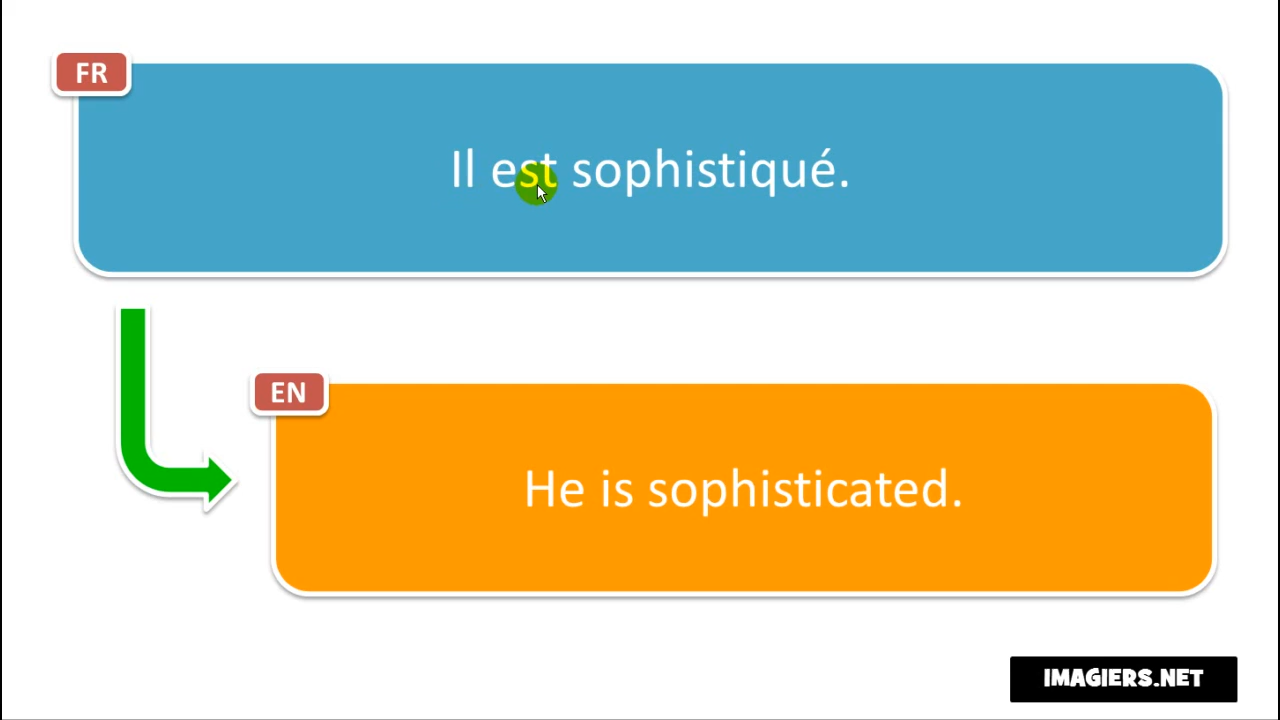 FR
Il est sophistiqué.
EN
He is sophisticated.
IMAGIERS.NET